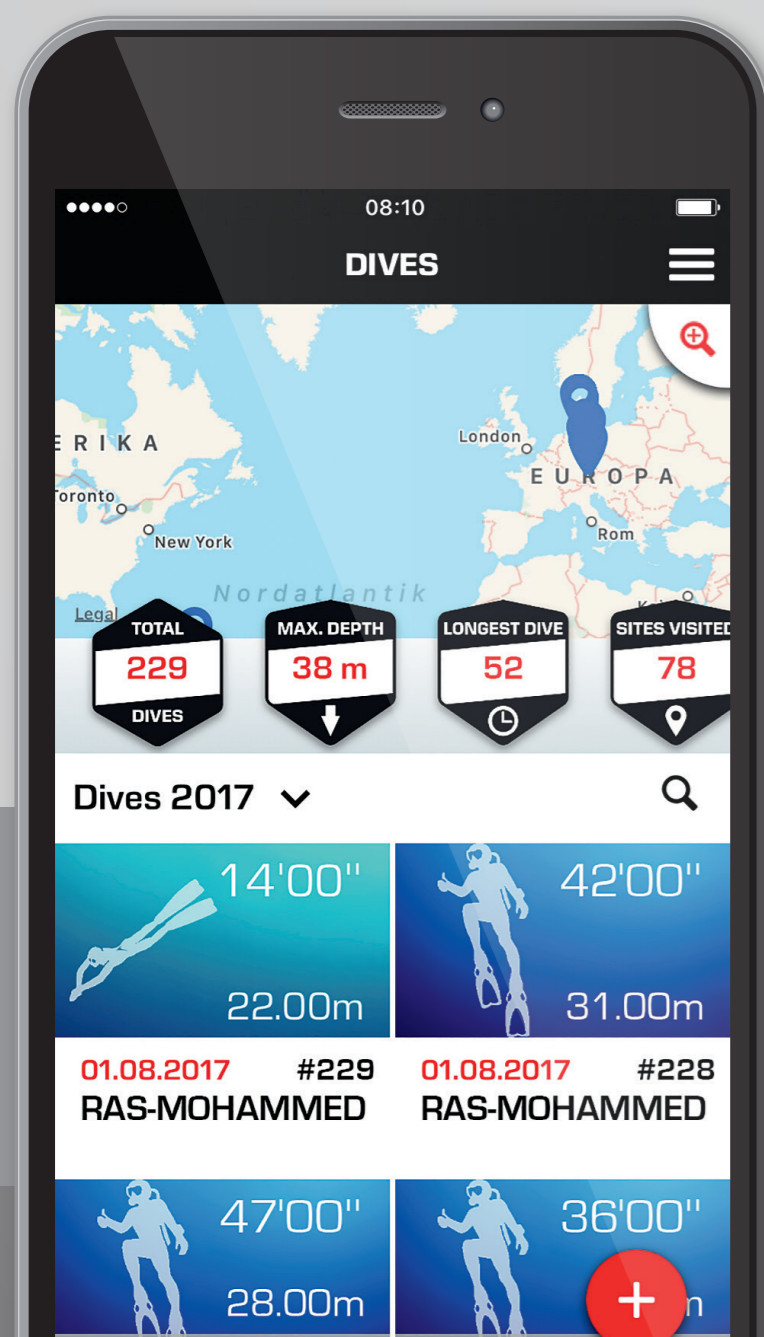 08:10
DIVES
ERIKA
London
EUROPA
Toronto
New York
Rom
Nordatlantik
Legal
TOTAL
229
DIVES
MAX. DEPTH
38 m
LONGEST DIVE
52
SITES VISITED
78
Dives 2017
14'00"
22.00m
42'00"
31.00m
01.08.2017 #229
RAS-MOHAMMED
01.08.2017 #228
RAS-MOHAMMED
47'00"
28.00m
36'00"
m